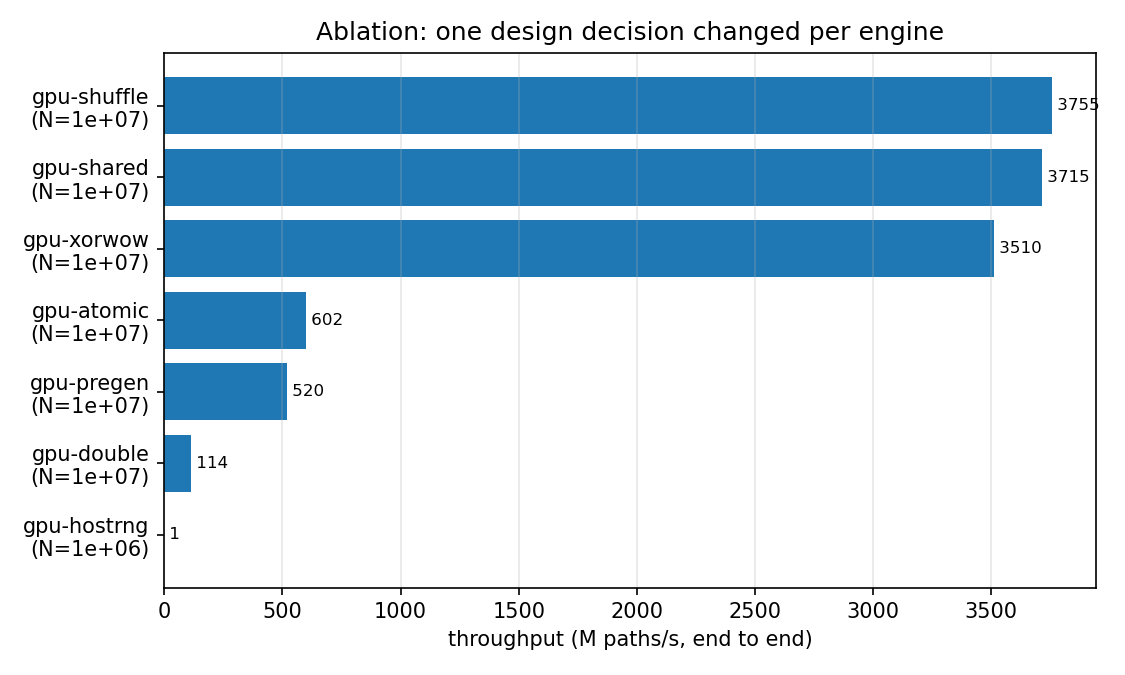 Ablation: one design decision changed per engine
gpu-shuffle
(N=1e+07)
3755
gpu-shared
(N=1e+07)
3715
gpu-xorwow
(N=1e+07)
3510
gpu-atomic
(N=1e+07)
602
gpu-pregen
(N=1e+07)
520
gpu-double
(N=1e+07)
114
gpu-hostrng
(N=1e+06)
1
0 500 1000 1500 2000 2500 3000 3500
throughput (M paths/s, end to end)